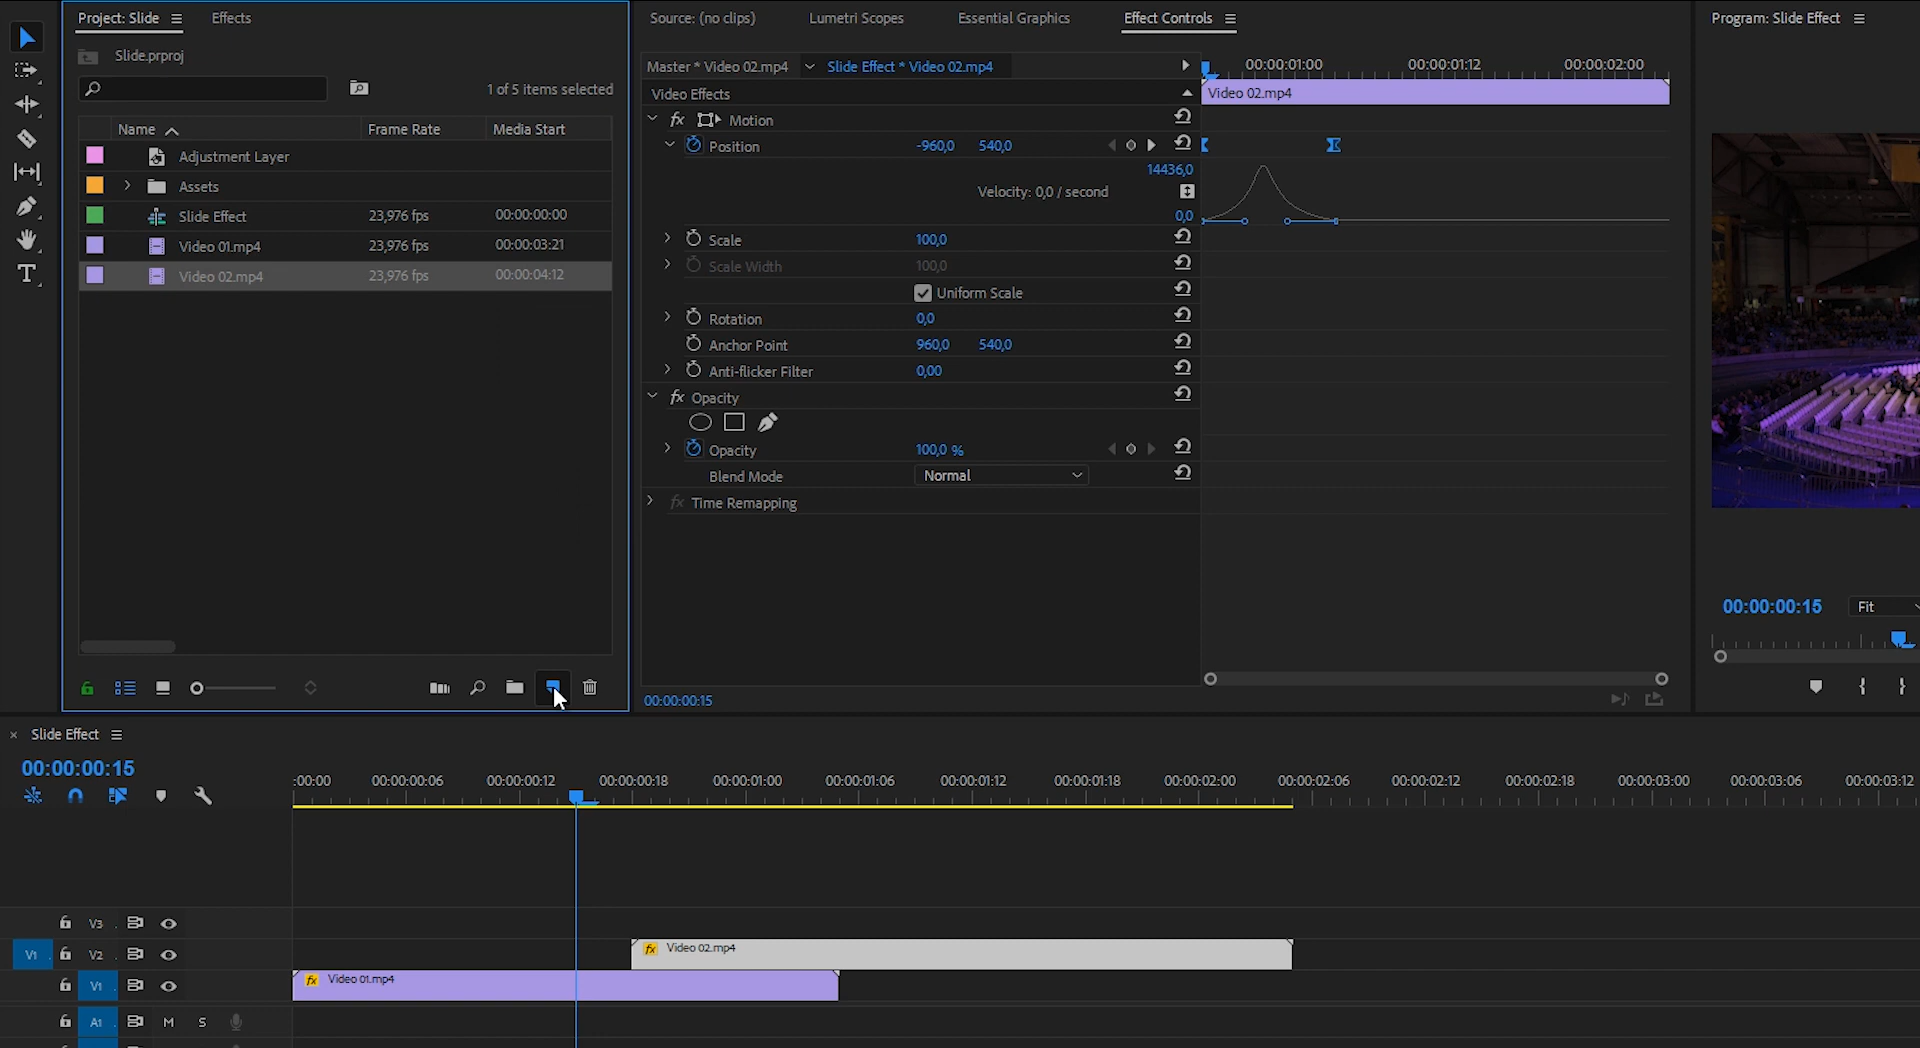 Project: Slide
Effects
Slide.prproj
1 of 5 items selected
Name
Frame Rate
Media Start
Adjustment Layer
Assets
Slide Effect
23,976 fps
00:00:00:00
Video 01.mp4
23,976 fps
00:00:03:21
Video 02.mp4
23,976 fps
00:00:04:12
Source: (no clips)
Lumetri Scopes
Essential Graphics
Effect Controls
Master * Video 02.mp4
Slide Effect * Video 02.mp4
Video Effects
fx Motion
Position
-960,0
540,0
14436,0
Velocity: 0,0 / second
0,0
Scale
100,0
Scale Width
100,0
Uniform Scale
Rotation
0,0
Anchor Point
960,0
540,0
Anti-flicker Filter
0,00
fx Opacity
Opacity
100,0 %
Blend Mode
Normal
fx Time Remapping
00:00:00:15
00:00:01:00
00:00:01:12
00:00:02:00
Video 02.mp4
Program: Slide Effect
00:00:00:15
Fit
Slide Effect
00:00:00:15
:00:00
00:00:00:06
00:00:00:12
00:00:00:18
00:00:01:00
00:00:01:06
00:00:01:12
00:00:01:18
00:00:02:00
00:00:02:06
00:00:02:12
00:00:02:18
00:00:03:00
00:00:03:06
00:00:03:12
V3
V1
V2
fx Video 02.mp4
V1
fx Video 01.mp4
A1
M
S